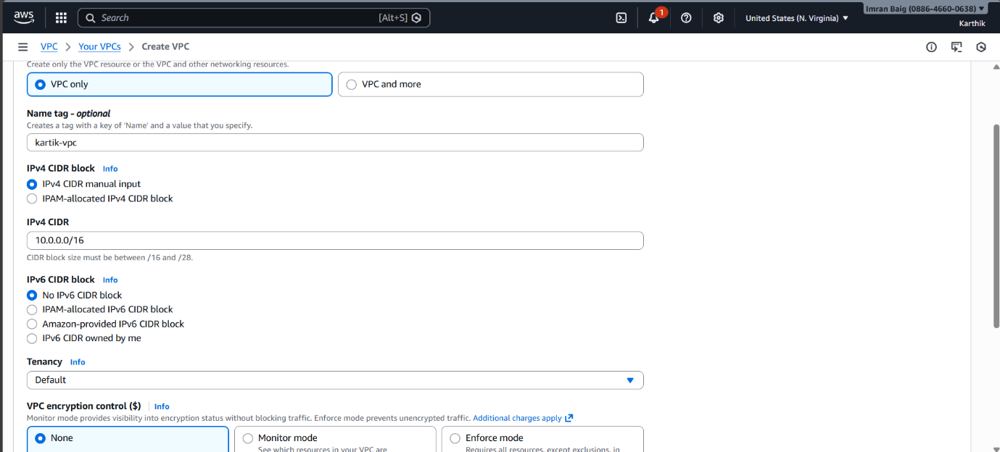 aws
Search [Alt+S]
1
United States (N. Virginia)
Imran Baig (0886-4660-0638)
Karthik
VPC > Your VPCs > Create VPC
Create only the VPC resource or the VPC and other networking resources.
VPC only
VPC and more
Name tag - optional
Creates a tag with a key of 'Name' and a value that you specify.
kartik-vpc
IPv4 CIDR block Info
IPv4 CIDR manual input
IPAM-allocated IPv4 CIDR block
IPv4 CIDR
10.0.0.0/16
CIDR block size must be between /16 and /28.
IPv6 CIDR block Info
No IPv6 CIDR block
IPAM-allocated IPv6 CIDR block
Amazon-provided IPv6 CIDR block
IPv6 CIDR owned by me
Tenancy Info
Default
VPC encryption control ($) Info
Monitor mode provides visibility into encryption status without blocking traffic. Enforce mode prevents unencrypted traffic. Additional charges apply
None
Monitor mode
See which resources in your VPC are
Enforce mode
Requires all resources, except exclusions, in